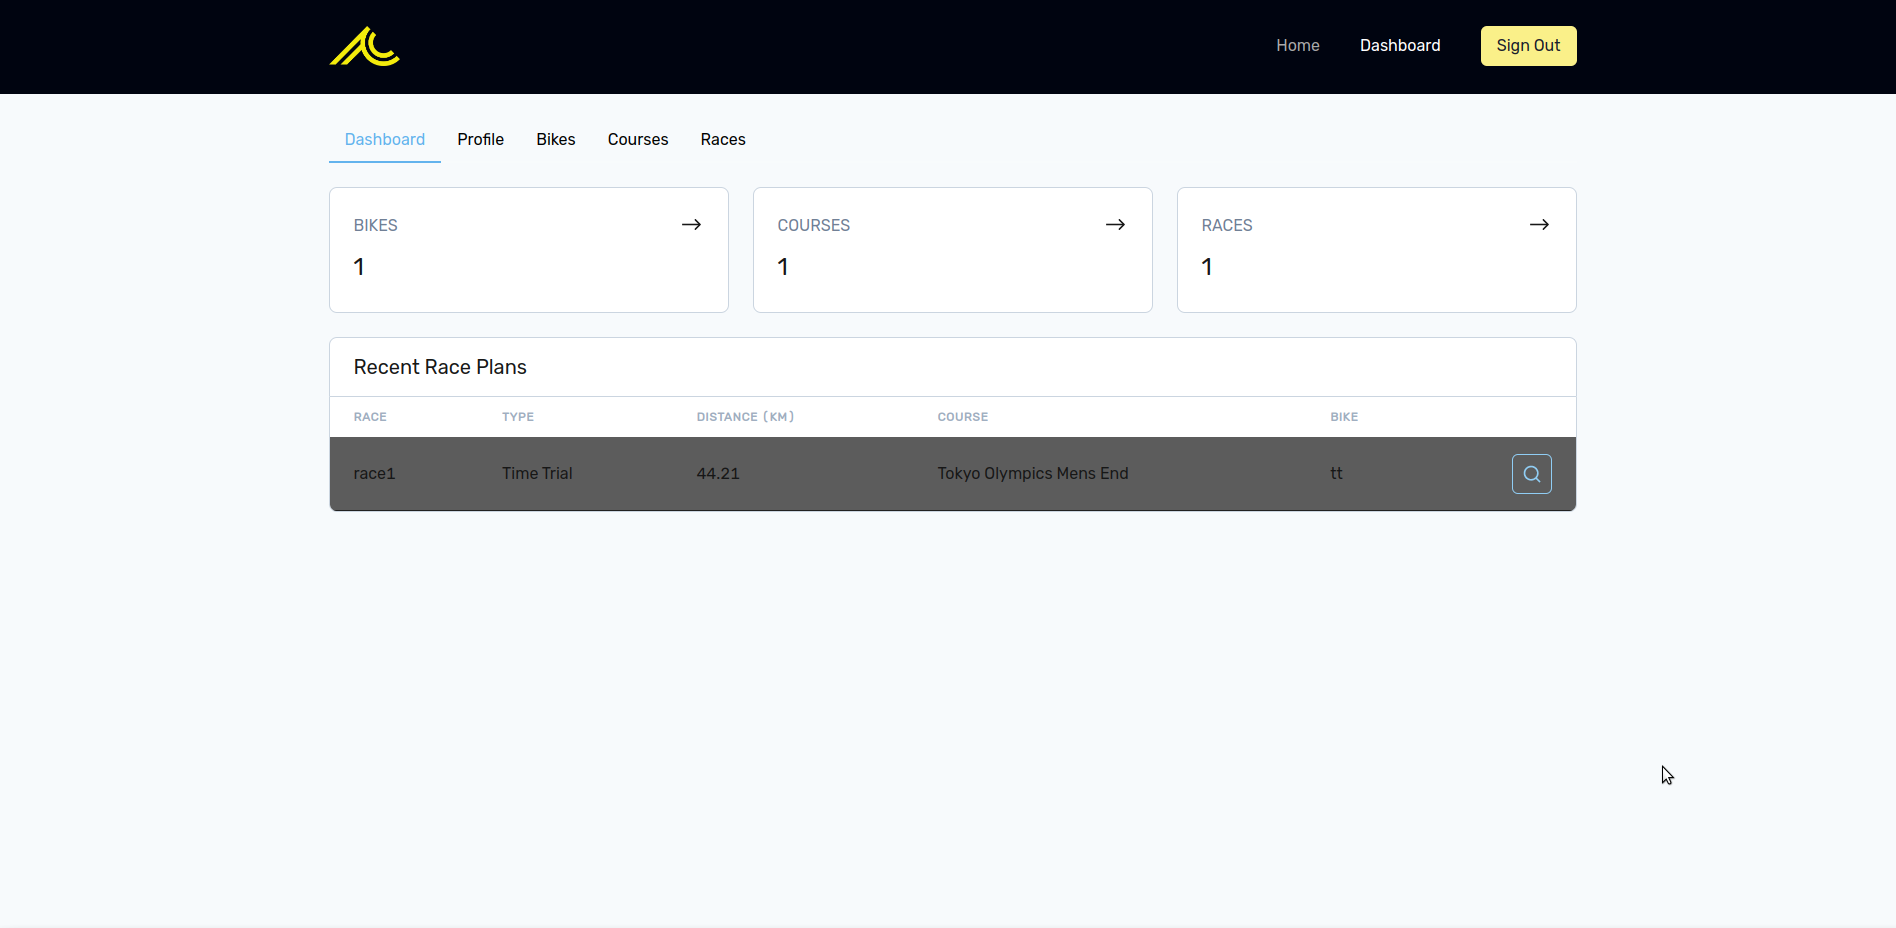 Home Dashboard Sign Out
Dashboard Profile Bikes Courses Races
BIKES COURSES RACES
1 1 1
Recent Race Plans
RACE TYPE DISTANCE (KM) COURSE BIKE
race1 Time Trial 44.21 Tokyo Olympics Mens End tt